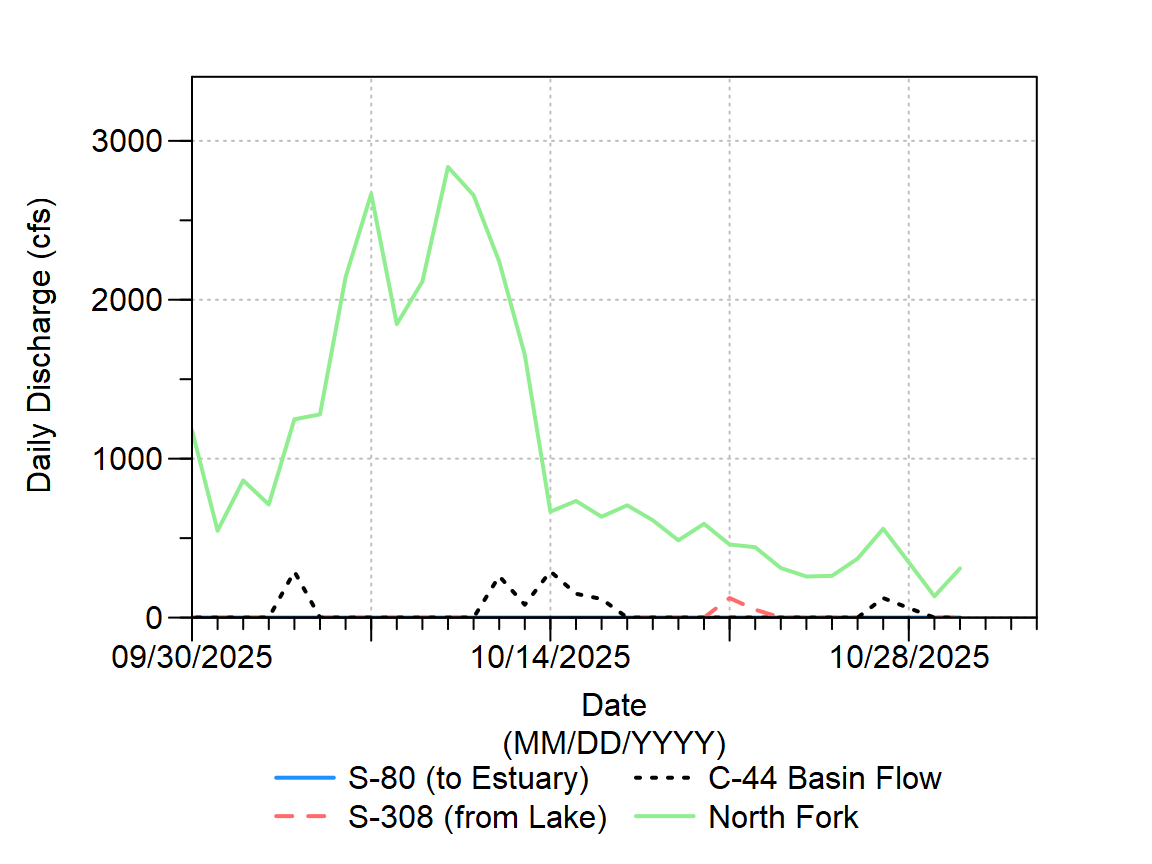 3000
2000
1000
0
Daily Discharge (cfs)
09/30/2025 10/14/2025 10/28/2025
Date
(MM/DD/YYYY)
S-80 (to Estuary) C-44 Basin Flow
S-308 (from Lake) North Fork